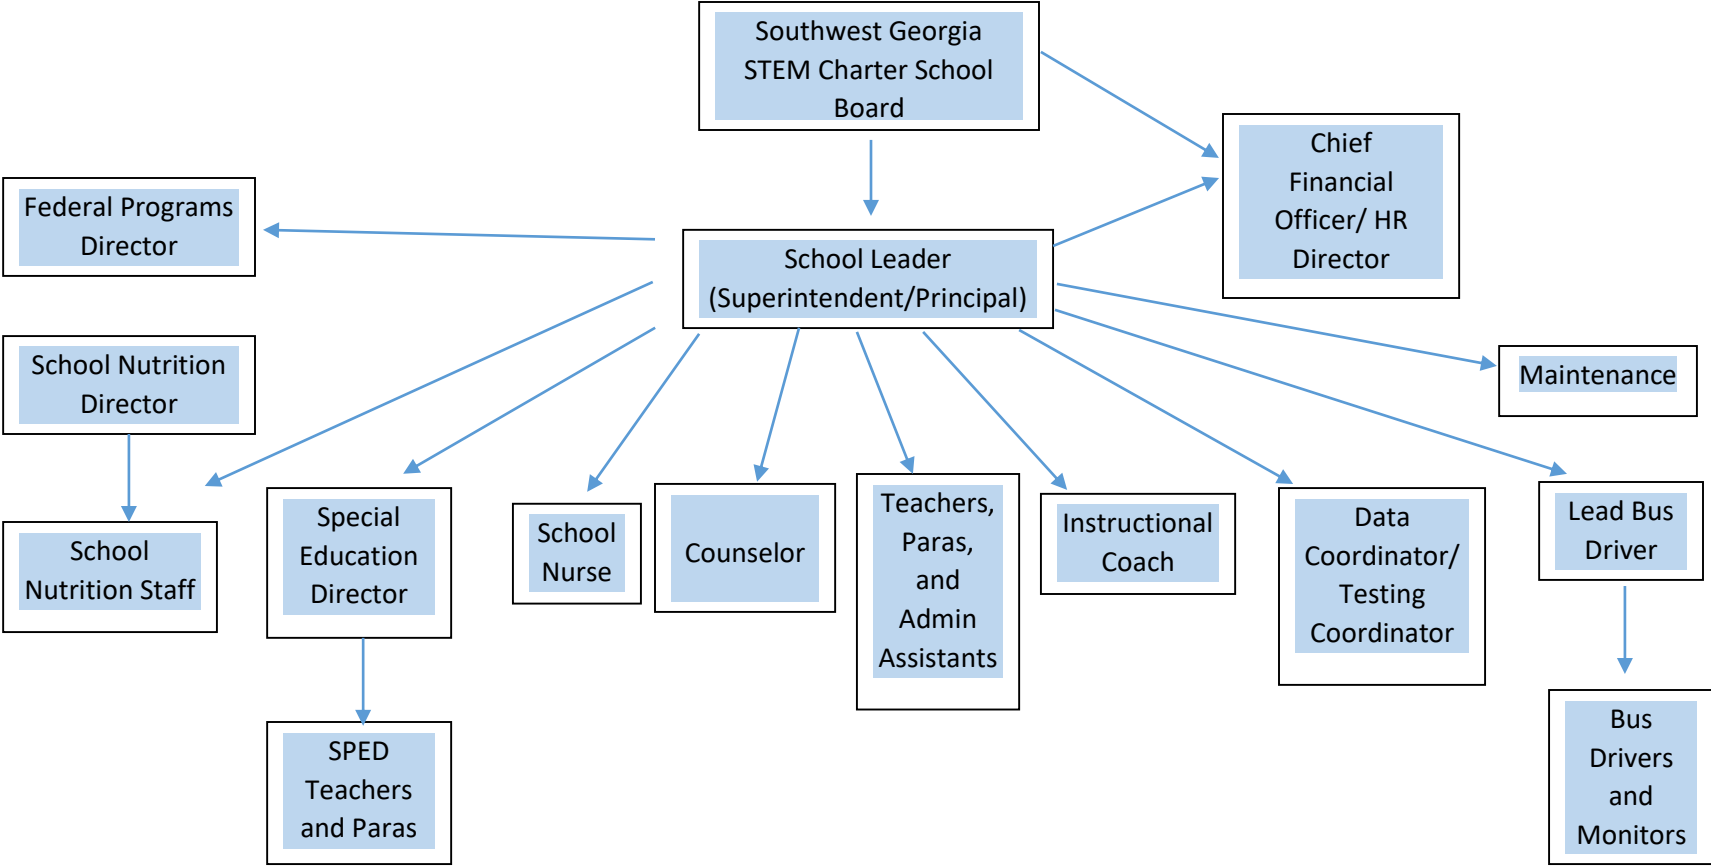 Southwest Georgia
STEM Charter School
Board
Chief
Financial
Officer/ HR
Director
Federal Programs
Director
School Leader
(Superintendent/Principal)
School Nutrition
Director
Maintenance
School
Nutrition Staff
Special
Education
Director
School
Nurse
Counselor
Teachers,
Paras,
and
Admin
Assistants
Instructional
Coach
Data
Coordinator/
Testing
Coordinator
Lead Bus
Driver
SPED
Teachers
and Paras
Bus
Drivers
and
Monitors